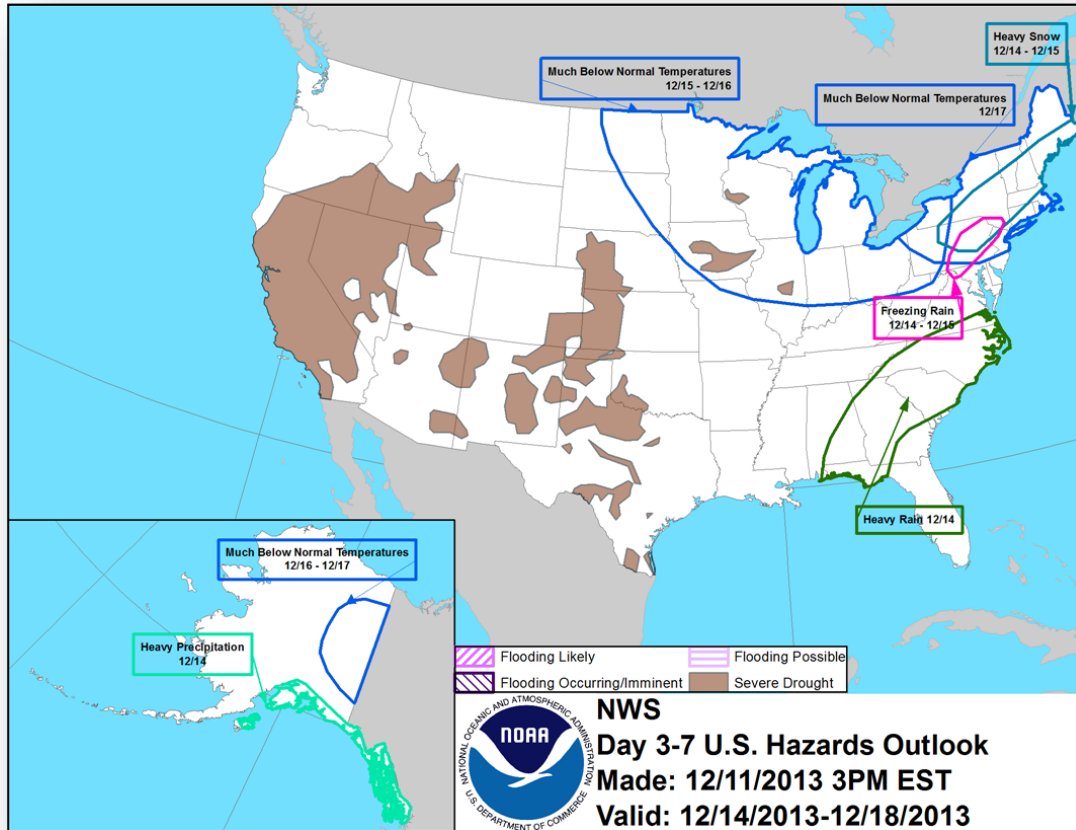 Heavy Snow
12/14 - 12/15
Much Below Normal Temperatures
12/15 - 12/16
Much Below Normal Temperatures
12/17
Freezing Rain
12/14 - 12/15
Heavy Rain 12/14
Much Below Normal Temperatures
12/16 - 12/17
Heavy Precipitation
12/14
Flooding Likely
Flooding Possible
Flooding Occurring/Imminent
Severe Drought
NATIONAL OCEANIC AND ATMOSPHERIC ADMINISTRATION
NOAA
U.S. DEPARTMENT OF COMMERCE
NWS
Day 3-7 U.S. Hazards Outlook
Made: 12/11/2013 3PM EST
Valid: 12/14/2013-12/18/2013